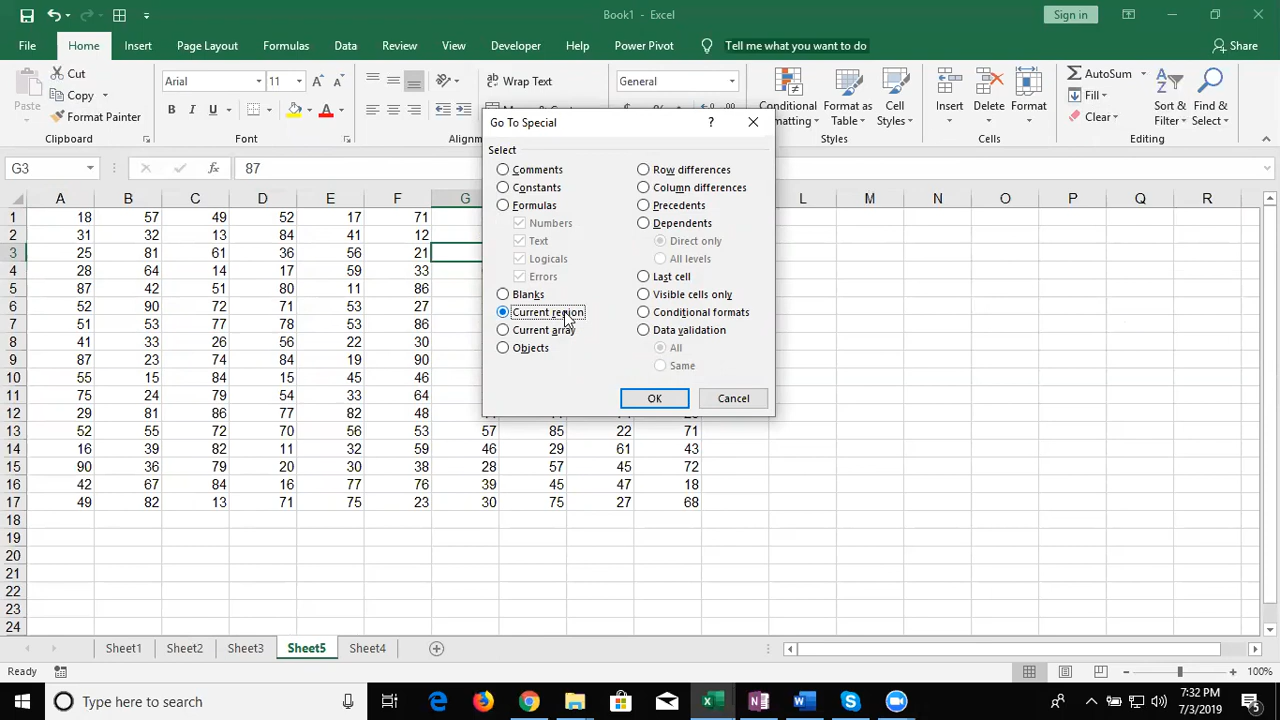 Book1 - Excel
Sign in
File Home Insert Page Layout Formulas Data Review View Developer Help Power Pivot Tell me what you want to do Share
Paste
Cut
Copy
Format Painter
Clipboard
Arial 11
B I U
Wrap Text
General
Conditional Formatting
Format as Table
Cell Styles
Styles
Insert Delete Format
Cells
AutoSum
Fill
Clear
Sort & Filter
Find & Select
Editing
G3 87
Go To Special
Select
Comments
Constants
Formulas
Numbers
Text
Logicals
Errors
Blanks
Current region
Current array
Objects
Row differences
Column differences
Precedents
Dependents
Direct only
All levels
Last cell
Visible cells only
Conditional formats
Data validation
All
Same
OK Cancel
A B C D E F G L M N O P Q R
1 18 57 49 52 17 71
2 31 32 13 84 41 12
3 25 81 61 36 56 21
4 28 64 14 17 59 33
5 87 42 51 80 11 86
6 52 90 72 71 53 27
7 51 53 77 78 53 86
8 41 33 26 56 22 30
9 87 23 74 84 19 90
10 55 15 84 15 45 46
11 75 24 79 54 33 64
12 29 81 86 77 82 48
13 52 55 72 70 56 53 57 85 22 71
14 16 39 82 11 32 59 46 29 61 43
15 90 36 79 20 30 38 28 57 45 72
16 42 67 84 16 77 76 39 45 47 18
17 49 82 13 71 75 23 30 75 27 68
18
19
20
21
22
23
24
Sheet1 Sheet2 Sheet3 Sheet5 Sheet4
Ready 100%
Type here to search
7:32 PM
7/3/2019